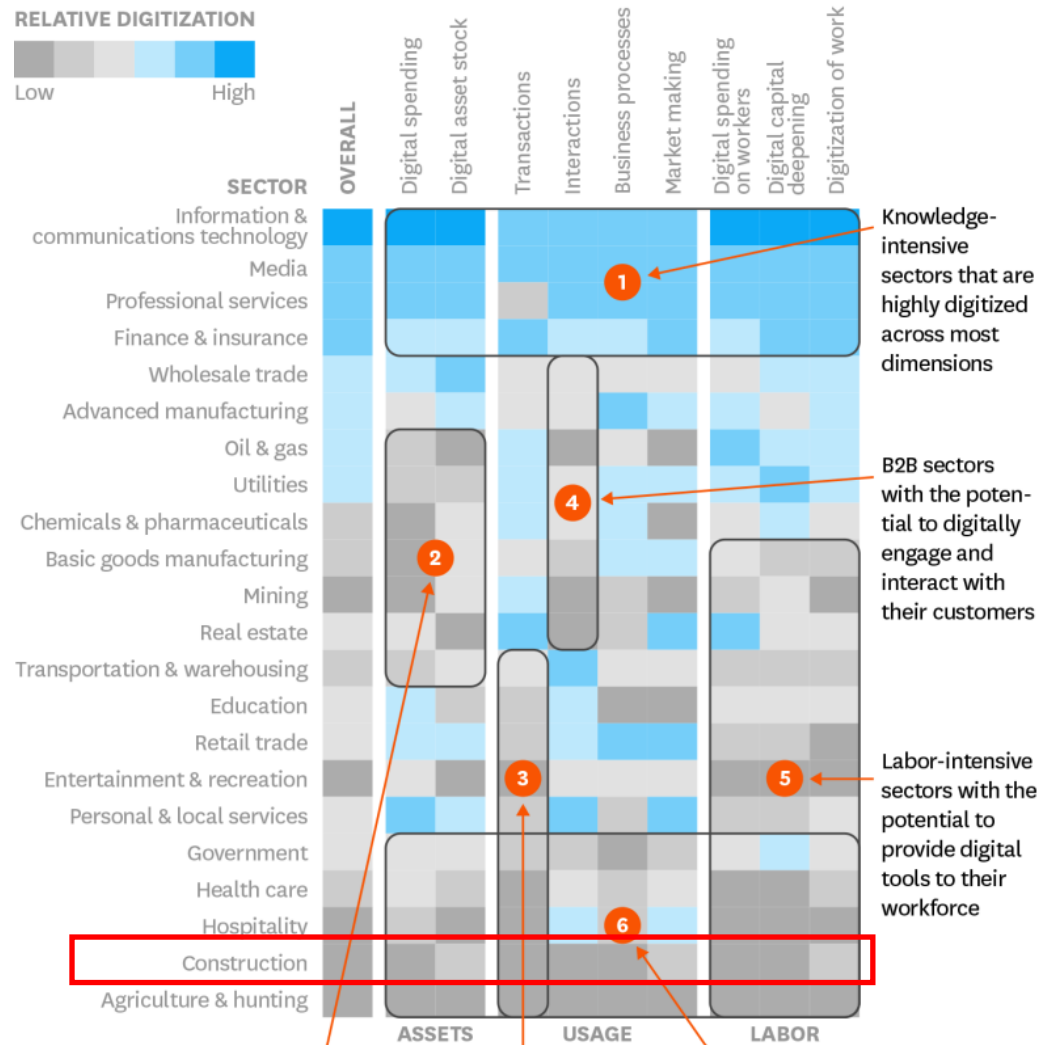 RELATIVE DIGITIZATION
Low
High
SECTOR
OVERALL
Digital spending
Digital asset stock
Transactions
Interactions
Business processes
Market making
Digital spending
on workers
Digital capital
deepening
Digitization of work
Information &
communications technology
Media
Professional services
Finance & insurance
Wholesale trade
Advanced manufacturing
Oil & gas
Utilities
Chemicals & pharmaceuticals
Basic goods manufacturing
Mining
Real estate
Transportation & warehousing
Education
Retail trade
Entertainment & recreation
Personal & local services
Government
Health care
Hospitality
Construction
Agriculture & hunting
1
4
2
3
5
6
Knowledge-
intensive
sectors that are
highly digitized
across most
dimensions
B2B sectors
with the poten-
tial to digitally
engage and
interact with
their customers
Labor-intensive
sectors with the
potential to
provide digital
tools to their
workforce
ASSETS
USAGE
LABOR